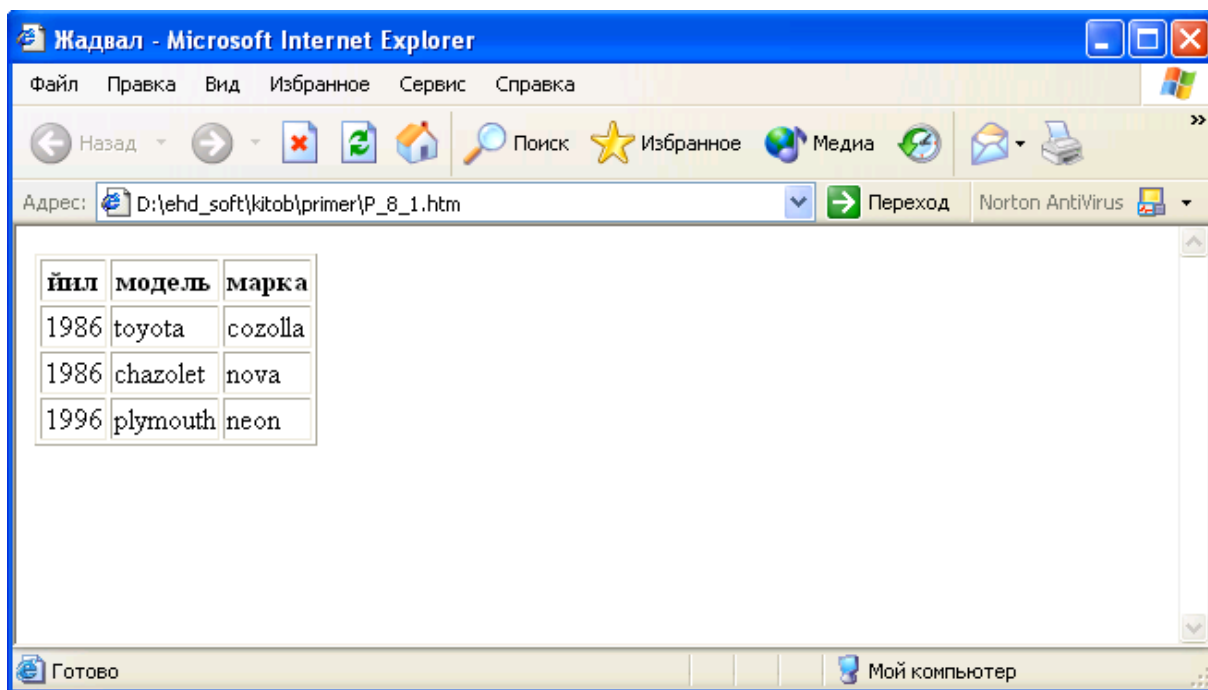 Жадвал - Microsoft Internet Explorer
Файл Правка Вид Избранное Сервис Справка
Назад Поиск Избранное Медиа »
Адрес: D:\ehd_soft\kitob\primer\P_8_1.htm Переход Norton AntiVirus
йил модель марка
1986 toyota cozolla
1986 chazolet nova
1996 plymouth neon
Готово Мой компьютер